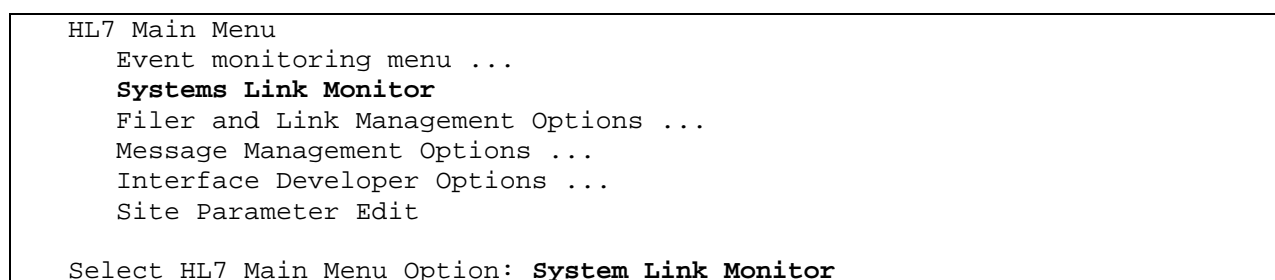 HL7 Main Menu
Event monitoring menu ...
Systems Link Monitor
Filer and Link Management Options ...
Message Management Options ...
Interface Developer Options ...
Site Parameter Edit
Select HL7 Main Menu Option: System Link Monitor